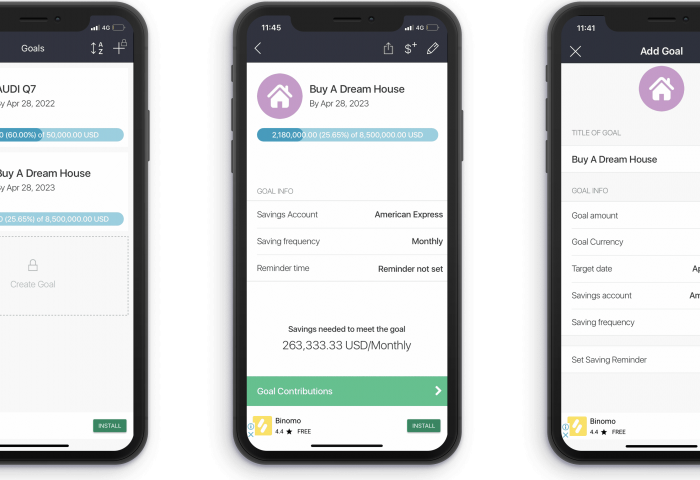 4G
Goals
A
Z
AUDI Q7
By Apr 28, 2022
0 (60.00%) of 50,000.00 USD
Buy A Dream House
By Apr 28, 2023
0 (25.65%) of 8,500,000.00 USD
Create Goal
INSTALL
11:45
4G
$+
Buy A Dream House
By Apr 28, 2023
2,180,000.00 (25.65%) of 8,500,000.00 USD
GOAL INFO
Savings Account American Express
Saving frequency Monthly
Reminder time Reminder not set
Savings needed to meet the goal
263,333.33 USD/Monthly
Goal Contributions
Binomo
4.4 ★ FREE
INSTALL
11:41
Add Goal
TITLE OF GOAL
Buy A Dream House
GOAL INFO
Goal amount
Goal Currency
Target date Ap
Savings account Am
Saving frequency
Set Saving Reminder
Binomo
4.4 ★ FREE